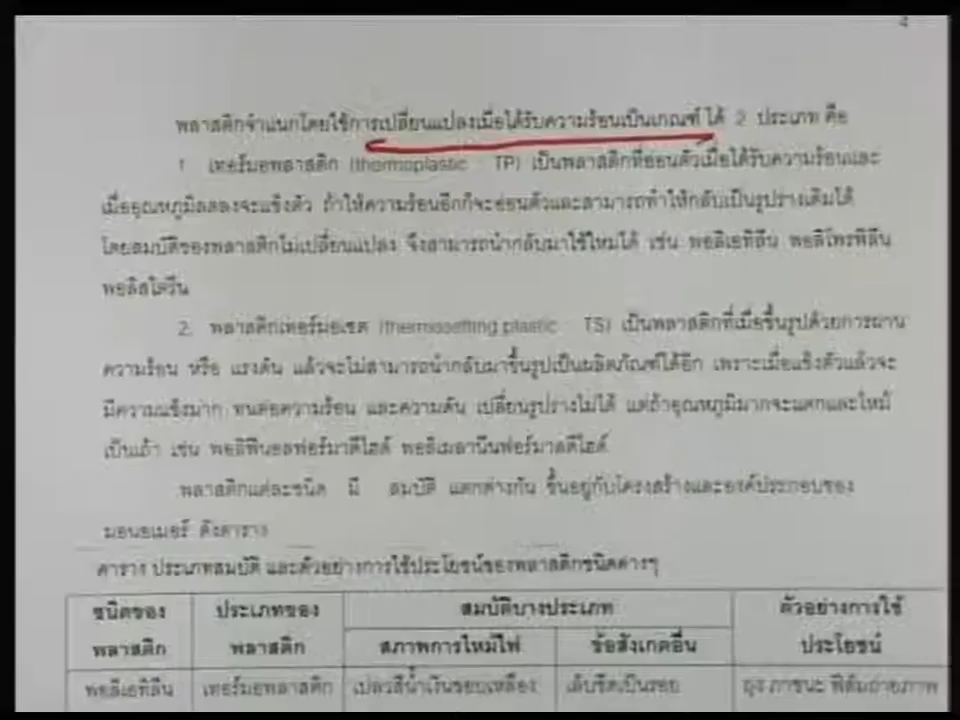 4
พลาสติกจำแนกโดยใช้การเปลี่ยนแปลงเมื่อได้รับความร้อนเป็นเกณฑ์ ได้ 2 ประเภท คือ
1. เทอร์มอพลาสติก (thermoplastic : TP) เป็นพลาสติกที่อ่อนตัวเมื่อได้รับความร้อนและ
เมื่ออุณหภูมิลดลงจะแข็งตัว ถ้าให้ความร้อนอีกก็จะอ่อนตัวและสามารถทำให้กลับเป็นรูปร่างเดิมได้
โดยสมบัติของพลาสติกไม่เปลี่ยนแปลง จึงสามารถนำกลับมาใช้ใหม่ได้ เช่น พอลิเอทิลีน พอลิโพรพิลีน
พอลิสไตรีน
2. พลาสติกเทอร์มอเซต (thermosetting plastic : TS) เป็นพลาสติกที่เมื่อขึ้นรูปด้วยการผ่าน
ความร้อน หรือ แรงดัน แล้วจะไม่สามารถนำกลับมาขึ้นรูปเป็นผลิตภัณฑ์ได้อีก เพราะเมื่อแข็งตัวแล้วจะ
มีความแข็งมาก ทนต่อความร้อน และความดัน เปลี่ยนรูปร่างไม่ได้ แต่ถ้าอุณหภูมิมากจะแตกและไหม้
เป็นเถ้า เช่น พอลิฟีนอลฟอร์มาดีไฮด์ พอลิเมลานีนฟอร์มาลดีไฮด์
พลาสติกแต่ละชนิด มี สมบัติ แตกต่างกัน ขึ้นอยู่กับโครงสร้างและองค์ประกอบของ
มอนอเมอร์ ดังตาราง
ตาราง ประเภทสมบัติ และตัวอย่างการใช้ประโยชน์ของพลาสติกชนิดต่างๆ
ชนิดของพลาสติก ประเภทของพลาสติก สมบัติบางประเภท ตัวอย่างการใช้ประโยชน์
สภาพการไหม้ไฟ ข้อสังเกตอื่น
พอลิเอทิลีน เทอร์มอพลาสติก เปลวสีน้ำเงินขอบเหลือง เล็บขีดเป็นรอย ถุง ภาชนะ ฟิล์มถ่ายภาพ